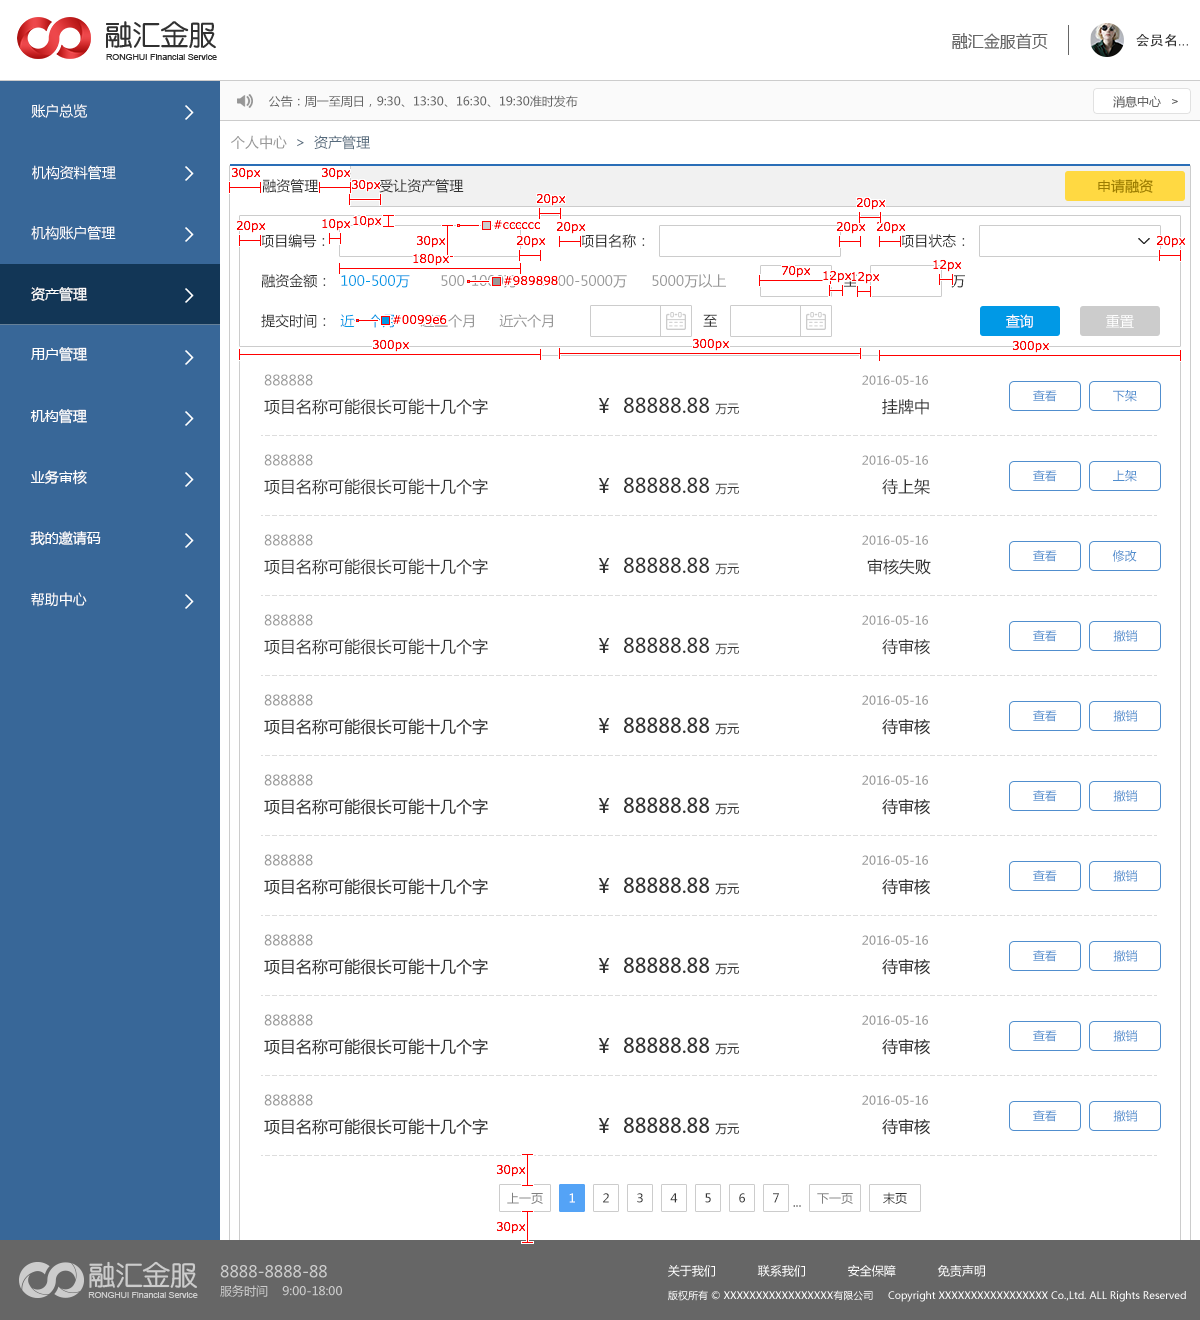 融汇金服
RONGHUI Financial Service
融汇金服首页
会员名...
账户总览
机构资料管理
机构账户管理
资产管理
用户管理
机构管理
业务审核
我的邀请码
帮助中心
公告：周一至周日，9:30、13:30、16:30、19:30准时发布
消息中心 >
个人中心 > 资产管理
30px 融资管理 30px
30px 受让资产管理
申请融资
20px 20px
20px 10px 10px #cccccc 20px 20px 20px
项目编号： 30px 20px 项目名称： 项目状态： 20px
180px
融资金额： 100-500万 #989898 00-5000万 5000万以上 70px 12px 至 12px 12px 万
提交时间： 近一个月 #0099e6 近三个月 近六个月 至 查询 重置
300px 300px 300px
888888 2016-05-16
项目名称可能很长可能十几个字 ¥ 88888.88 万元 挂牌中 查看 下架
888888 2016-05-16
项目名称可能很长可能十几个字 ¥ 88888.88 万元 待上架 查看 上架
888888 2016-05-16
项目名称可能很长可能十几个字 ¥ 88888.88 万元 审核失败 查看 修改
888888 2016-05-16
项目名称可能很长可能十几个字 ¥ 88888.88 万元 待审核 查看 撤销
888888 2016-05-16
项目名称可能很长可能十几个字 ¥ 88888.88 万元 待审核 查看 撤销
888888 2016-05-16
项目名称可能很长可能十几个字 ¥ 88888.88 万元 待审核 查看 撤销
888888 2016-05-16
项目名称可能很长可能十几个字 ¥ 88888.88 万元 待审核 查看 撤销
888888 2016-05-16
项目名称可能很长可能十几个字 ¥ 88888.88 万元 待审核 查看 撤销
888888 2016-05-16
项目名称可能很长可能十几个字 ¥ 88888.88 万元 待审核 查看 撤销
888888 2016-05-16
项目名称可能很长可能十几个字 ¥ 88888.88 万元 待审核 查看 撤销
30px
上一页 1 2 3 4 5 6 7 ... 下一页 末页
30px
融汇金服
RONGHUI Financial Service
8888-8888-88
服务时间 9:00-18:00
关于我们 联系我们 安全保障 免责声明
版权所有 © XXXXXXXXXXXXXXXXX有限公司 Copyright XXXXXXXXXXXXXXXXX Co.,Ltd. ALL Rights Reserved